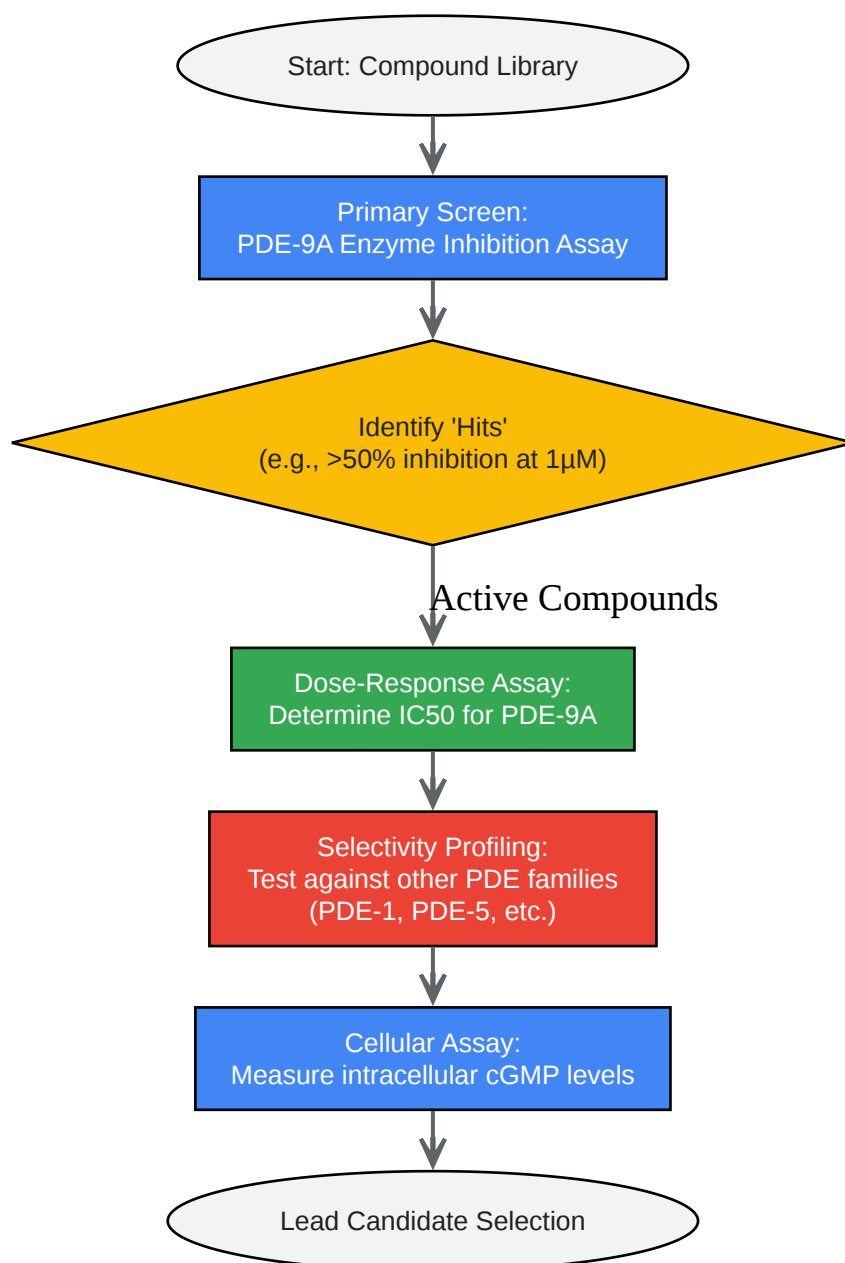 Start: Compound Library
Primary Screen:
PDE-9A Enzyme Inhibition Assay
Identify 'Hits'
(e.g., >50% inhibition at 1µM)
Active Compounds
Dose-Response Assay:
Determine IC50 for PDE-9A
Selectivity Profiling:
Test against other PDE families
(PDE-1, PDE-5, etc.)
Cellular Assay:
Measure intracellular cGMP levels
Lead Candidate Selection